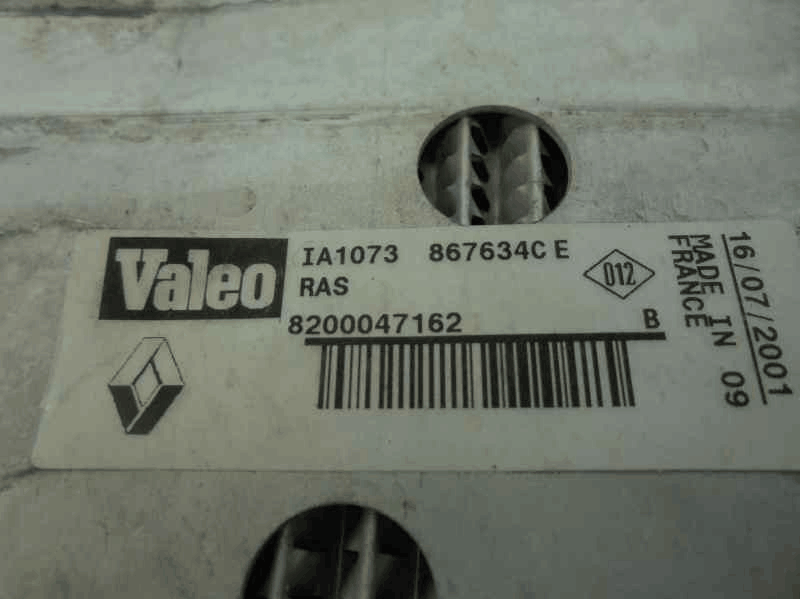 Valeo
IA1073 867634C E
RAS
8200047162 B
012
MADE IN 09
FRANCE
16/07/2001